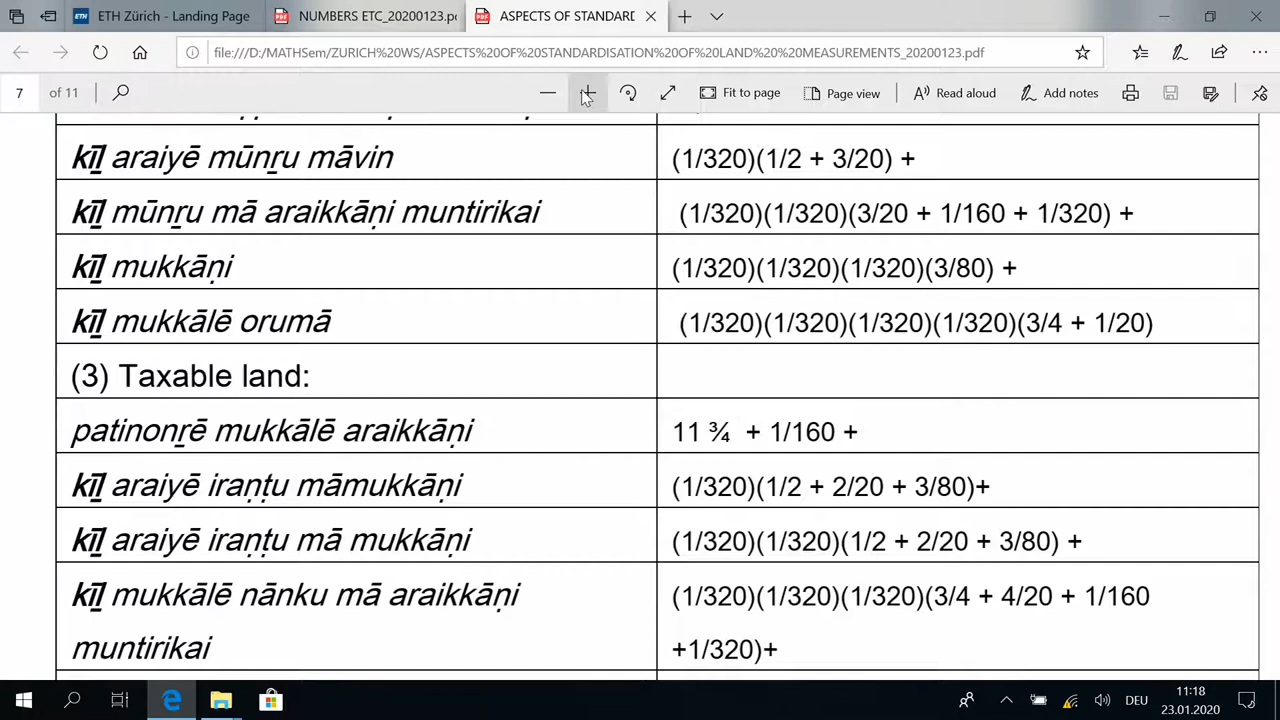 ETH Zürich - Landing Page
NUMBERS ETC_20200123.p
ASPECTS OF STANDARD
file:///D:/MATHSem/ZURICH%20WS/ASPECTS%20OF%20STANDARDISATION%20OF%20LAND%20%20MEASUREMENTS_20200123.pdf
7 of 11 Fit to page Page view Read aloud Add notes
kīḻ araiyē mūnṟu māvin (1/320)(1/2 + 3/20) +
kīḻ mūnṟu mā araikkāṇi muntirikai (1/320)(1/320)(3/20 + 1/160 + 1/320) +
kīḻ mukkāṇi (1/320)(1/320)(1/320)(3/80) +
kīḻ mukkālē orumā (1/320)(1/320)(1/320)(1/320)(3/4 + 1/20)
(3) Taxable land:
patinonṟē mukkālē araikkāṇi 11 ¾ + 1/160 +
kīḻ araiyē iraṇṭu māmukkāṇi (1/320)(1/2 + 2/20 + 3/80)+
kīḻ araiyē iraṇṭu mā mukkāṇi (1/320)(1/320)(1/2 + 2/20 + 3/80) +
kīḻ mukkālē nānku mā araikkāṇi (1/320)(1/320)(1/320)(3/4 + 4/20 + 1/160
muntirikai +1/320)+
DEU 11:18
23.01.2020